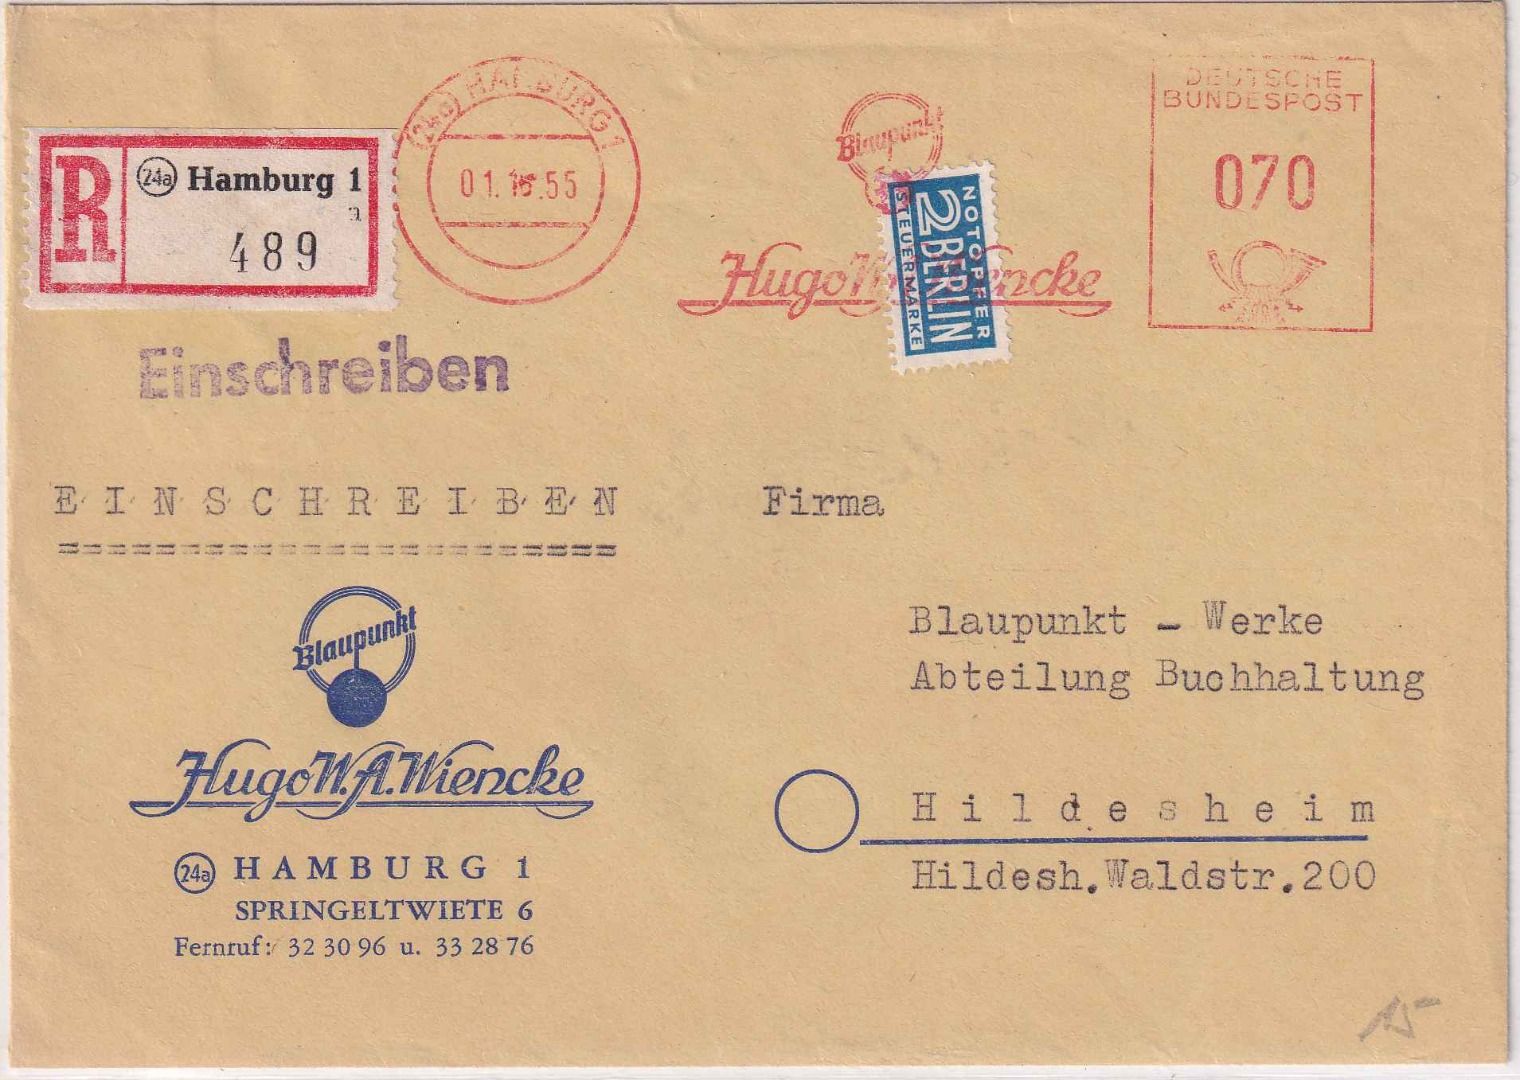 (24a) HAMBURG 1
01.
.55
Blaupunkt
Hugo W. Wiencke
DEUTSCHE
BUNDESPOST
070
NOTOPFER
2 BERLIN
STEUERMARKE
R
24a Hamburg 1
a
489
Einschreiben
EINSCHREIBEN
========================
Firma
Blaupunkt - Werke
Abteilung Buchhaltung
Hildesheim
Hildesh.Waldstr.200
Blaupunkt
Hugo W.A.Wiencke
24a HAMBURG 1
SPRINGELTWIETE 6
Fernruf: 32 30 96 u. 33 28 76
15-